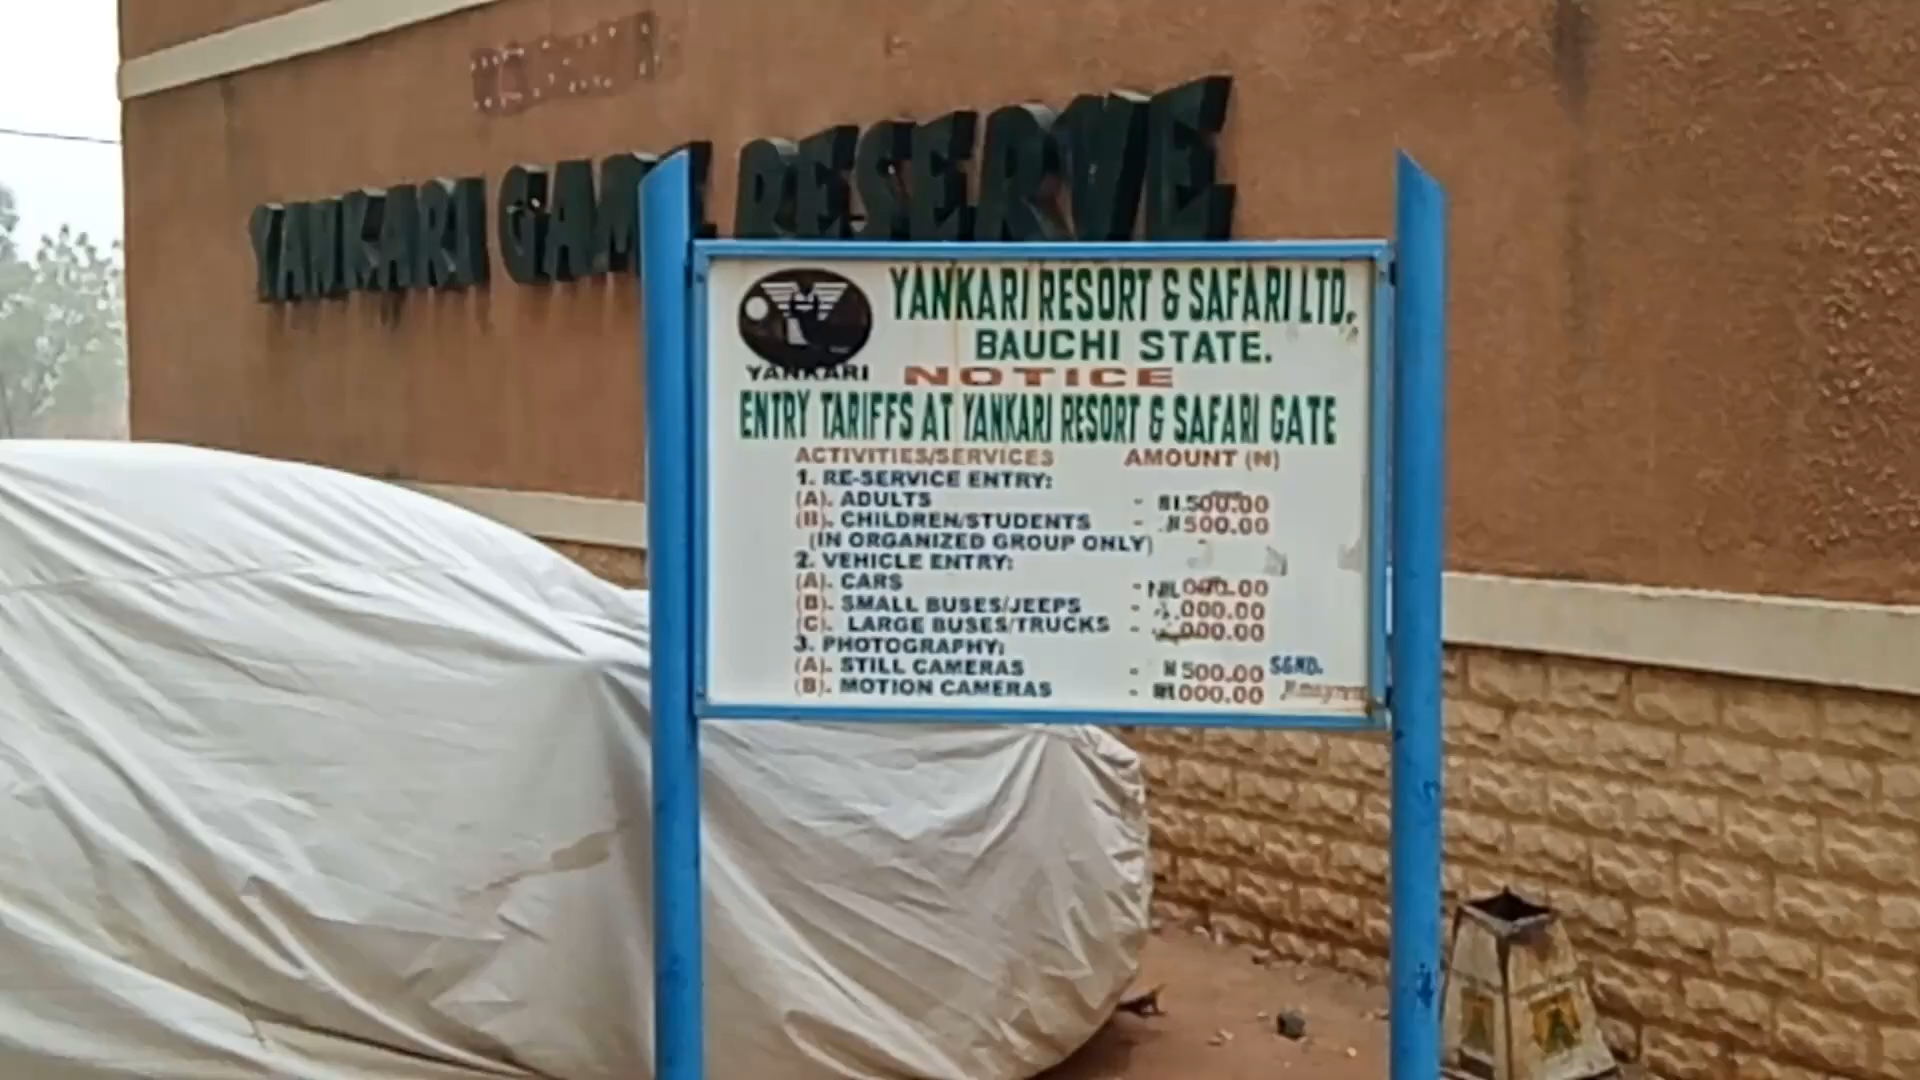 YANKARI GAME RESERVE
YANKARI RESORT & SAFARI LTD.
BAUCHI STATE.
YANKARI
NOTICE
ENTRY TARIFFS AT YANKARI RESORT & SAFARI GATE
ACTIVITIES/SERVICES AMOUNT (₦)
1. RE-SERVICE ENTRY:
(A). ADULTS - ₦1,500.00
(B). CHILDREN/STUDENTS - ₦500.00
(IN ORGANIZED GROUP ONLY)
2. VEHICLE ENTRY:
(A). CARS -
(B). SMALL BUSES/JEEPS -
(C). LARGE BUSES/TRUCKS -
3. PHOTOGRAPHY:
(A). STILL CAMERAS - ₦500.00 SGND.
(B). MOTION CAMERAS - ₦1000.00